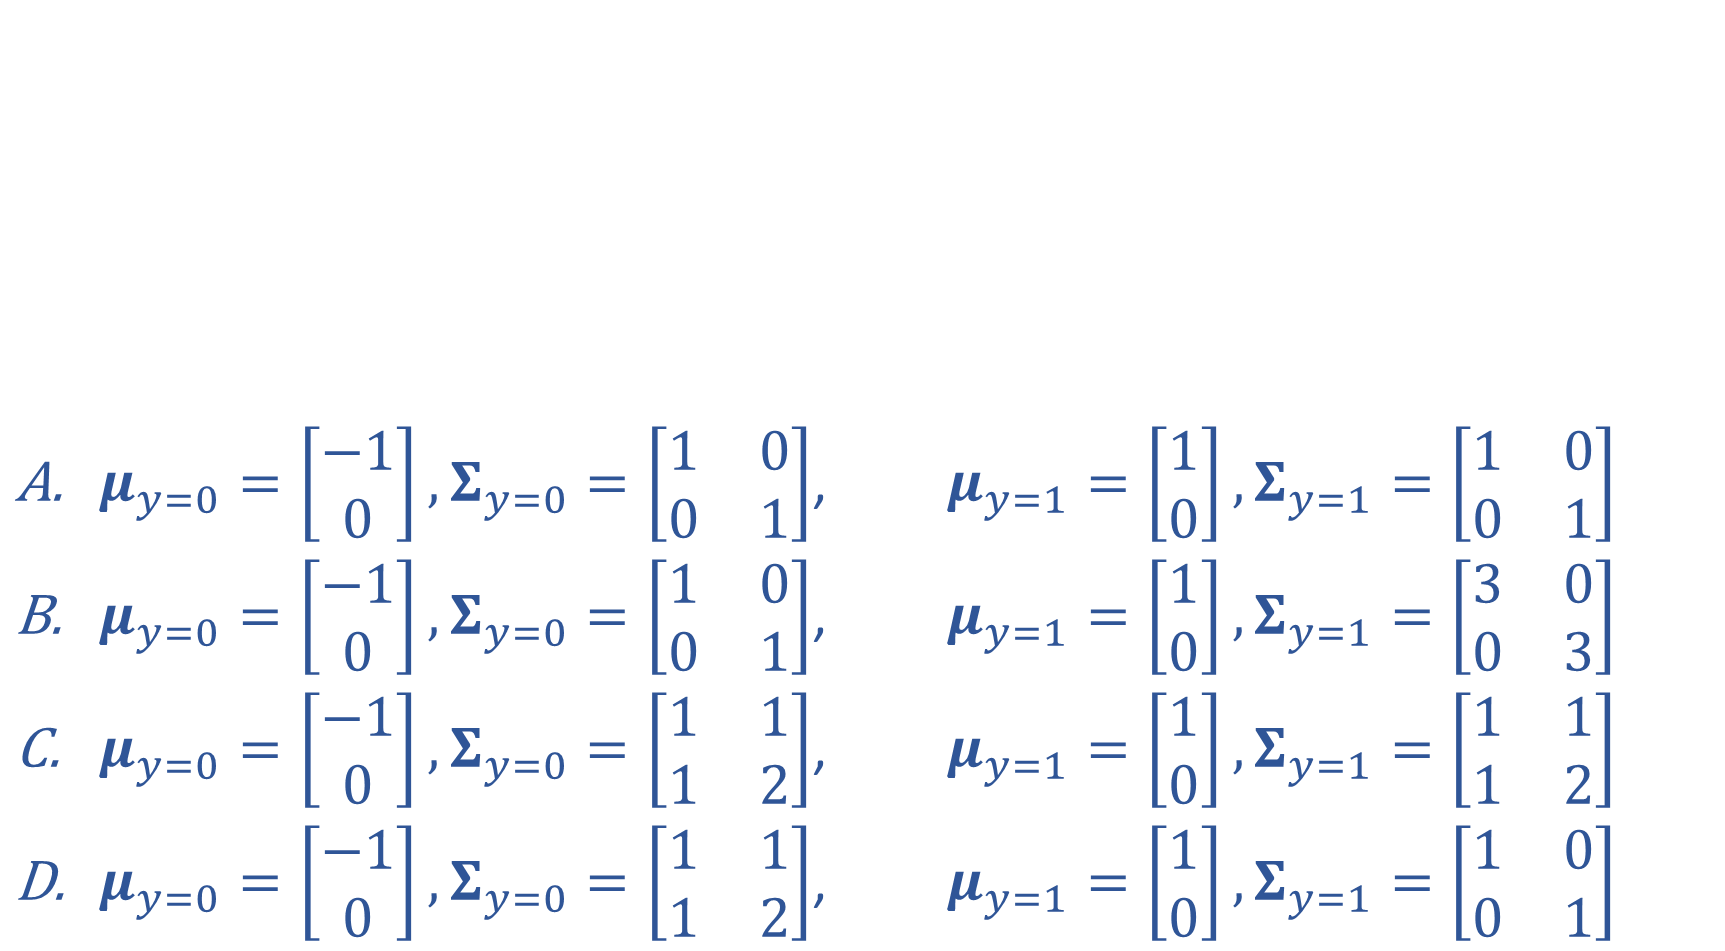 A. μ_{y=0} = [−1; 0], Σ_{y=0} = [1 0; 0 1], μ_{y=1} = [1; 0], Σ_{y=1} = [1 0; 0 1]
B. μ_{y=0} = [−1; 0], Σ_{y=0} = [1 0; 0 1], μ_{y=1} = [1; 0], Σ_{y=1} = [3 0; 0 3]
C. μ_{y=0} = [−1; 0], Σ_{y=0} = [1 1; 1 2], μ_{y=1} = [1; 0], Σ_{y=1} = [1 1; 1 2]
D. μ_{y=0} = [−1; 0], Σ_{y=0} = [1 1; 1 2], μ_{y=1} = [1; 0], Σ_{y=1} = [1 0; 0 1]